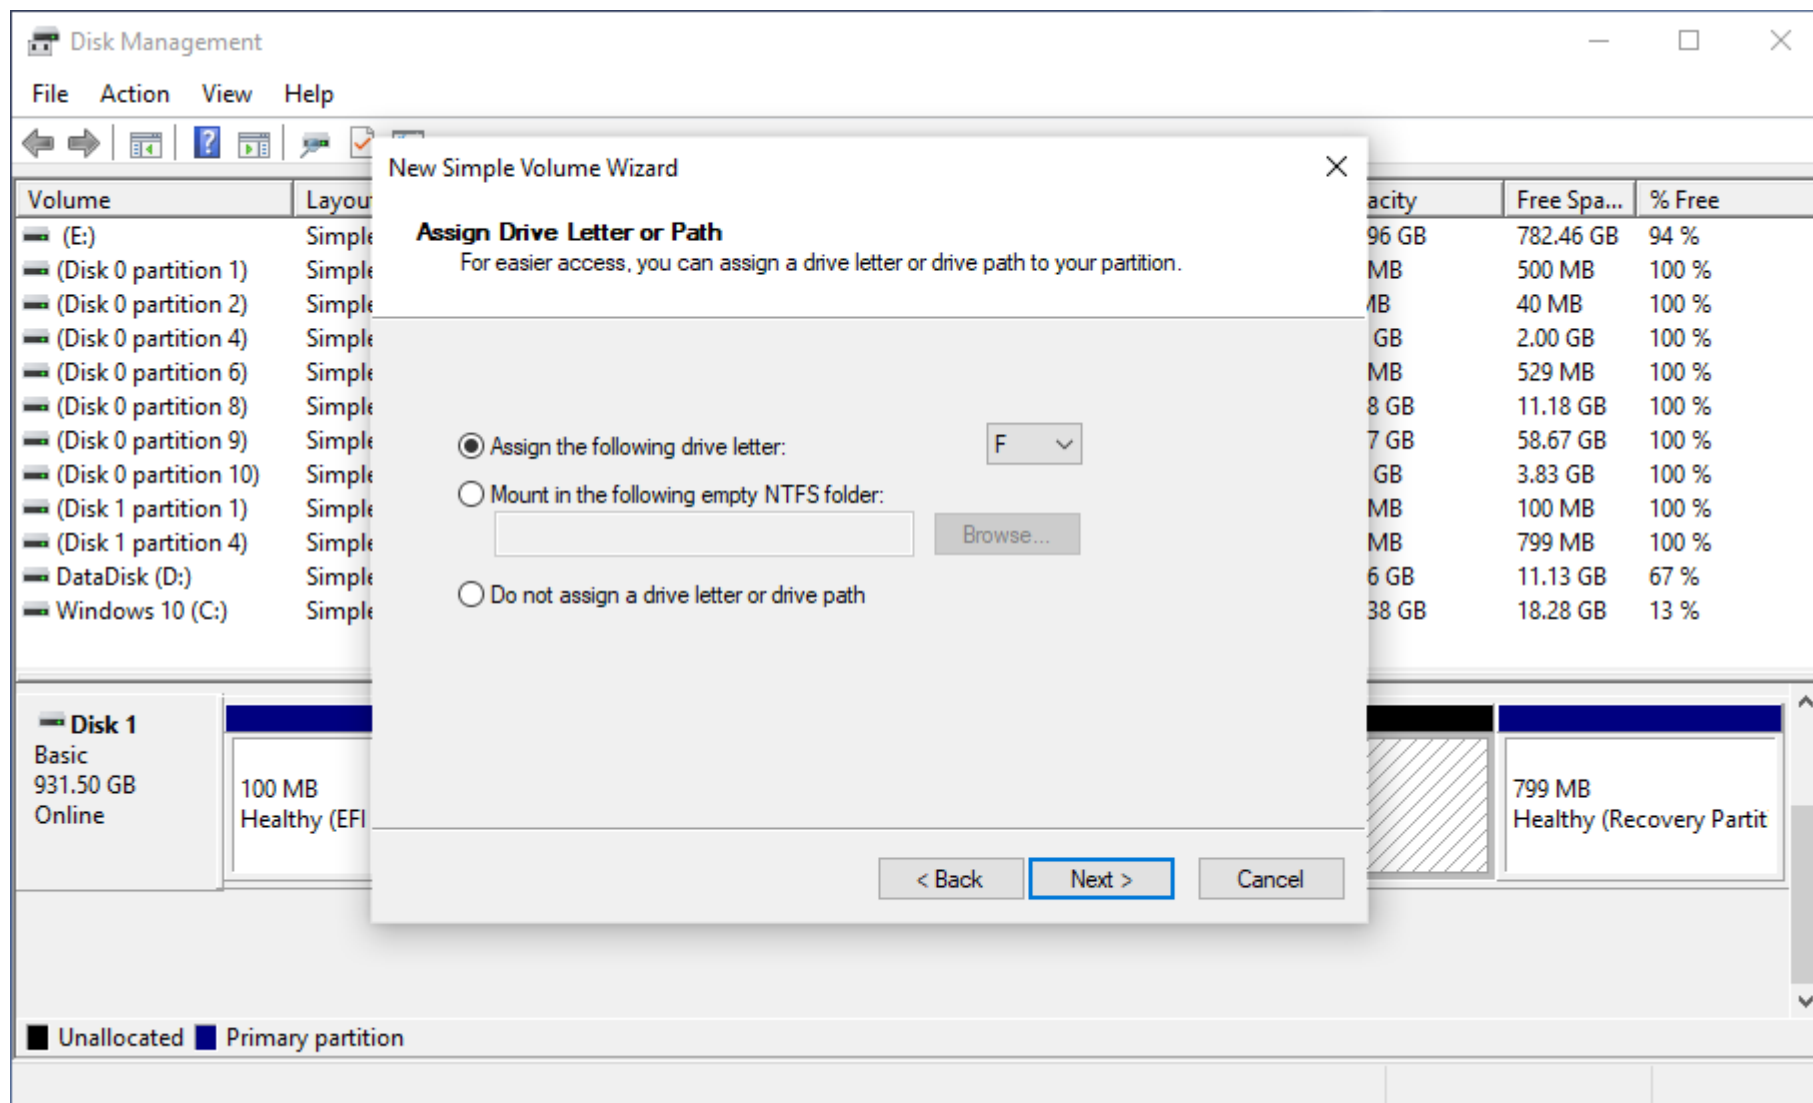 Disk Management
File Action View Help
New Simple Volume Wizard
Assign Drive Letter or Path
For easier access, you can assign a drive letter or drive path to your partition.
Assign the following drive letter: F
Mount in the following empty NTFS folder:
Browse...
Do not assign a drive letter or drive path
< Back Next > Cancel
Volume Layou acity Free Spa... % Free
(E:) Simple 96 GB 782.46 GB 94 %
(Disk 0 partition 1) Simple MB 500 MB 100 %
(Disk 0 partition 2) Simple MB 40 MB 100 %
(Disk 0 partition 4) Simple GB 2.00 GB 100 %
(Disk 0 partition 6) Simple MB 529 MB 100 %
(Disk 0 partition 8) Simple 8 GB 11.18 GB 100 %
(Disk 0 partition 9) Simple 7 GB 58.67 GB 100 %
(Disk 0 partition 10) Simple GB 3.83 GB 100 %
(Disk 1 partition 1) Simple MB 100 MB 100 %
(Disk 1 partition 4) Simple MB 799 MB 100 %
DataDisk (D:) Simple 6 GB 11.13 GB 67 %
Windows 10 (C:) Simple 38 GB 18.28 GB 13 %
Disk 1
Basic
931.50 GB
Online
100 MB
Healthy (EFI
799 MB
Healthy (Recovery Partit
Unallocated Primary partition